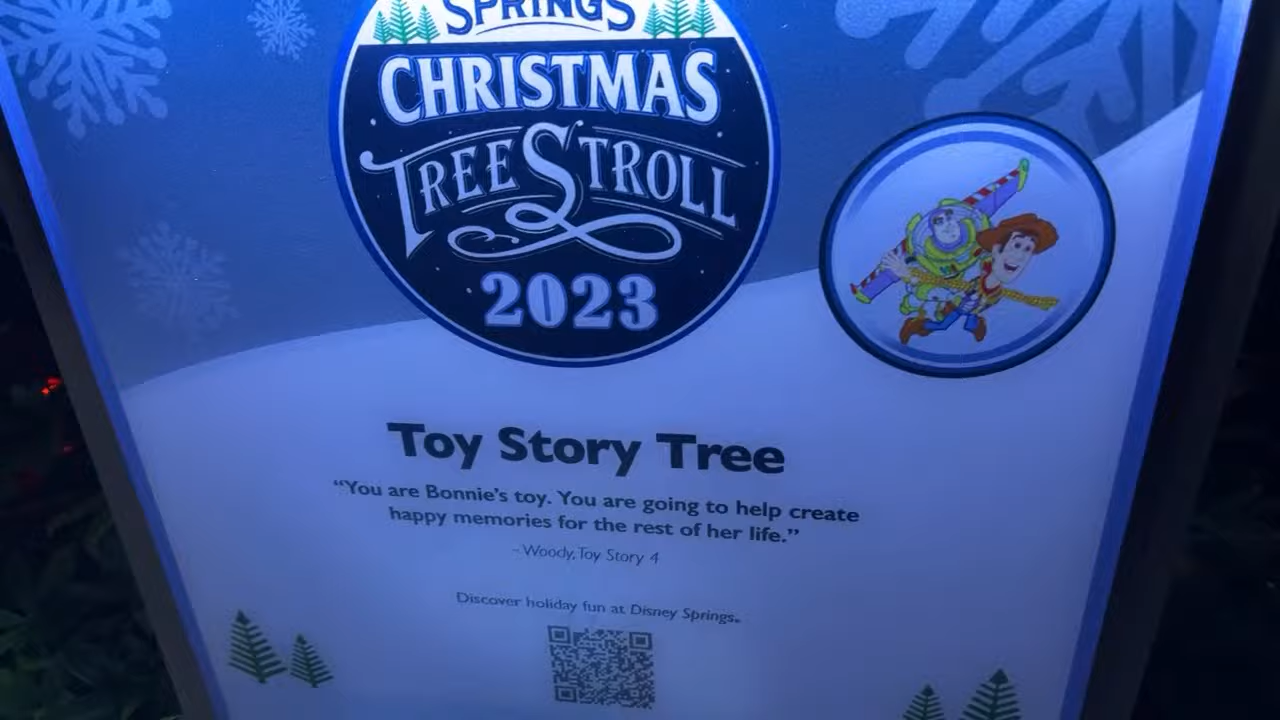 SPRINGS
CHRISTMAS
TREE STROLL
2023
Toy Story Tree
“You are Bonnie’s toy. You are going to help create
happy memories for the rest of her life.”
-Woody, Toy Story 4
Discover holiday fun at Disney Springs.